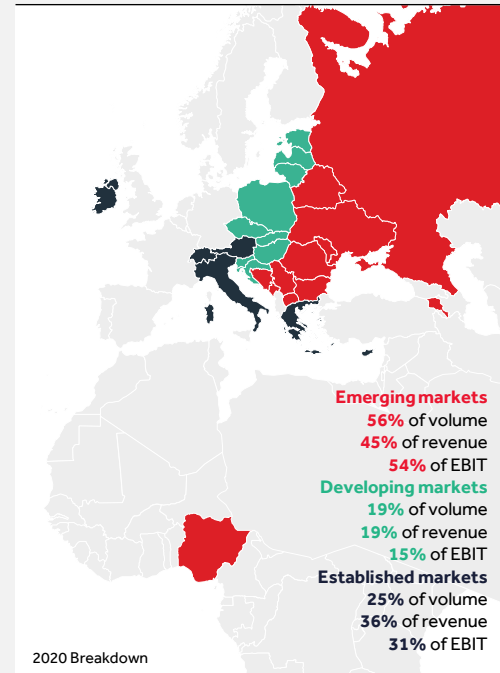 Emerging markets
56% of volume
45% of revenue
54% of EBIT
Developing markets
19% of volume
19% of revenue
15% of EBIT
Established markets
25% of volume
36% of revenue
31% of EBIT
2020 Breakdown